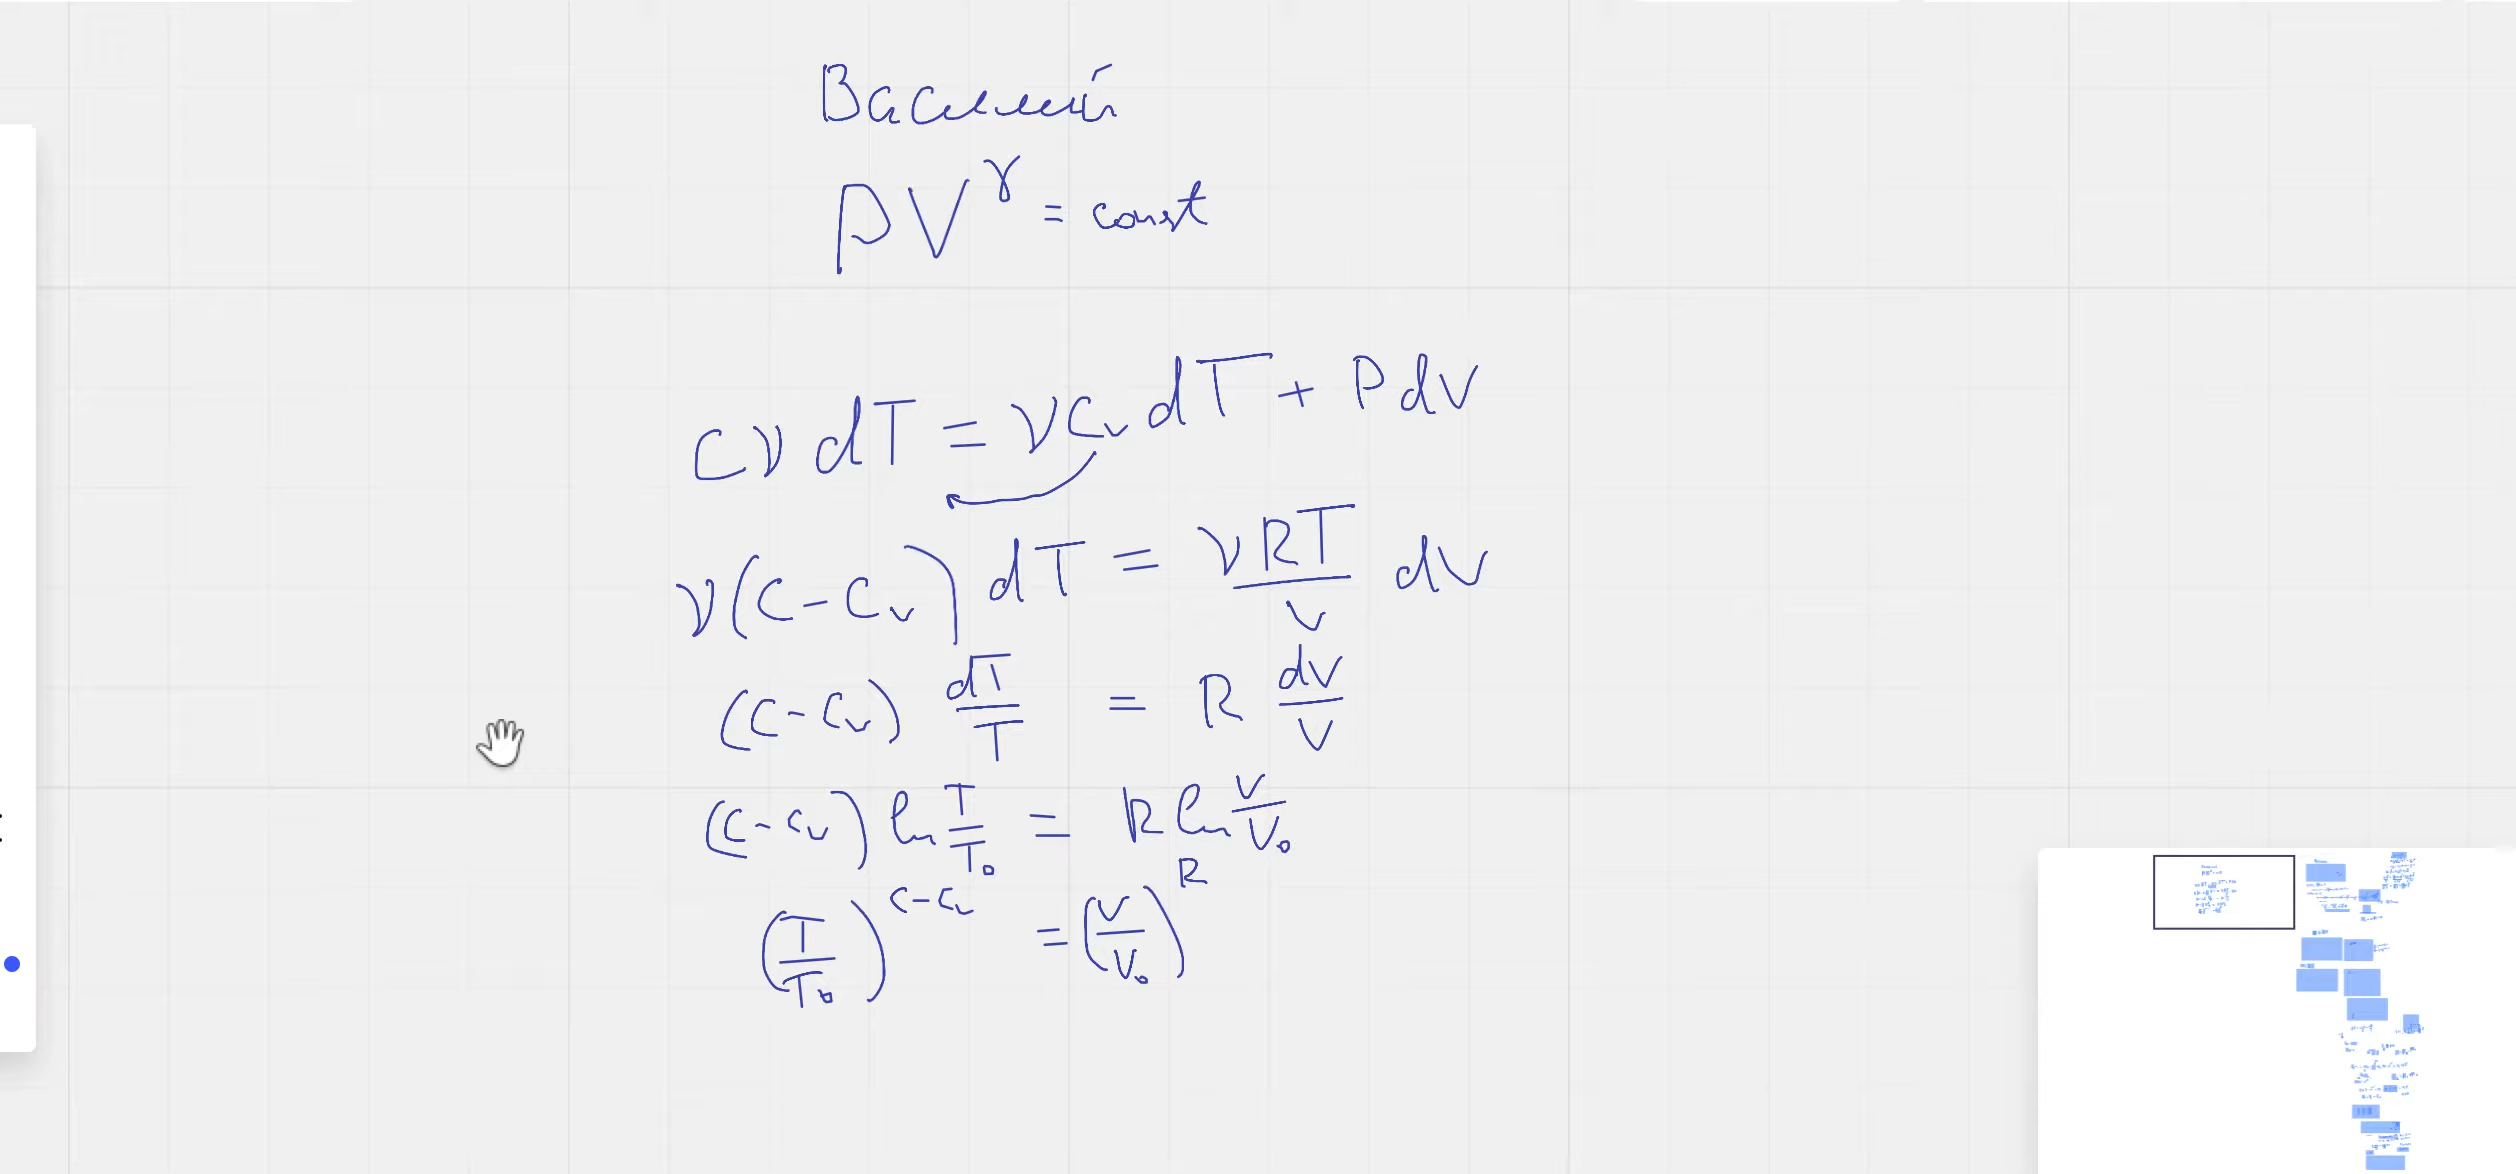 Василий
PV^γ = const
Cν dT = νC_v dT + PdV
ν(C - C_v) dT = νRT/V dV
(C - C_v) dT/T = R dV/V
(C - C_v) ln T/T₀ = R ln V/V₀
(T/T₀)^(C - C_v) = (V/V₀)^R